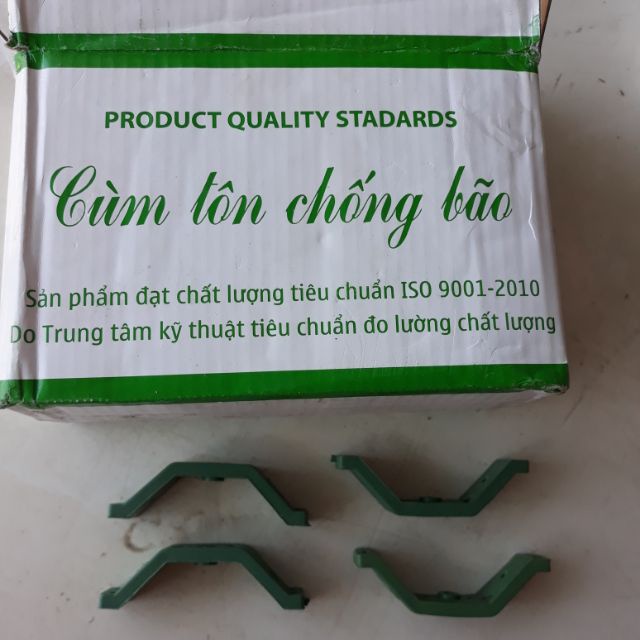 PRODUCT QUALITY STADARDS
Cùm tôn chống bão
Sản phẩm đạt chất lượng tiêu chuẩn ISO 9001-2010
Do Trung tâm kỹ thuật tiêu chuẩn đo lường chất lượng